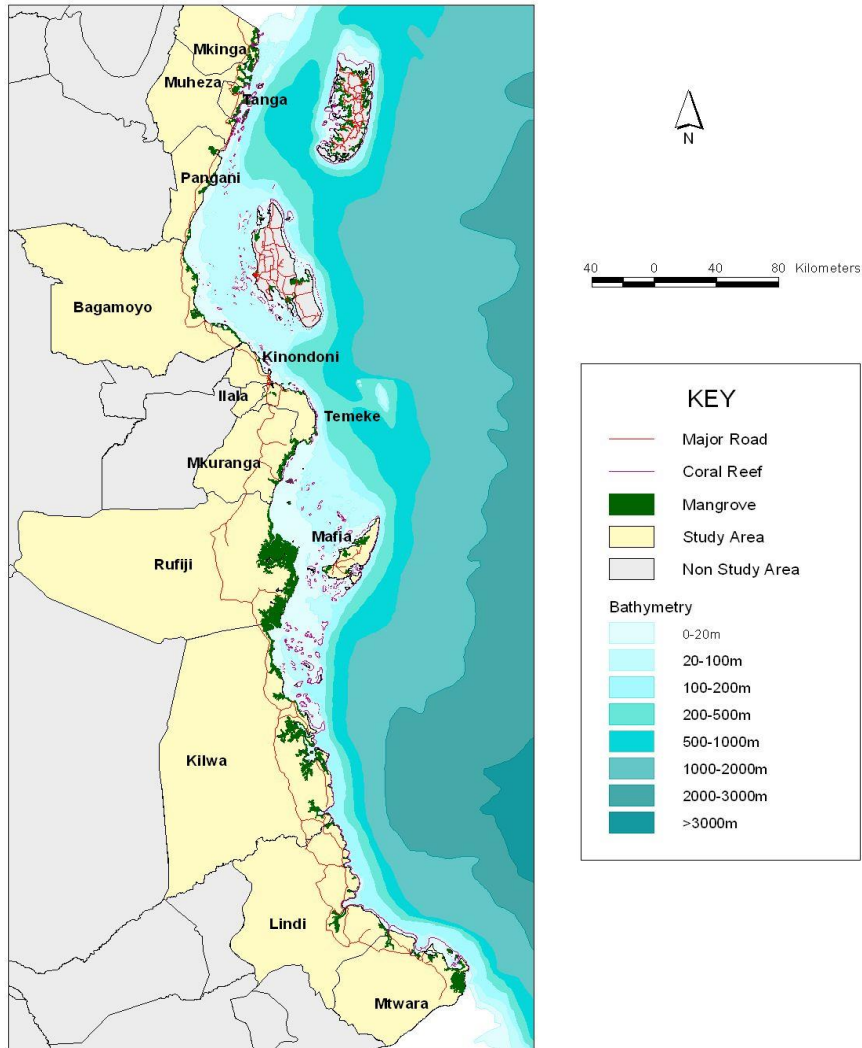 Mkinga
Muheza
Tanga
Pangani
Bagamoyo
Kinondoni
Ilala
Temeke
Mkuranga
Mafia
Rufiji
Kilwa
Lindi
Mtwara
N
40 0 40 80 Kilometers
KEY
Major Road
Coral Reef
Mangrove
Study Area
Non Study Area
Bathymetry
0-20m
20-100m
100-200m
200-500m
500-1000m
1000-2000m
2000-3000m
>3000m